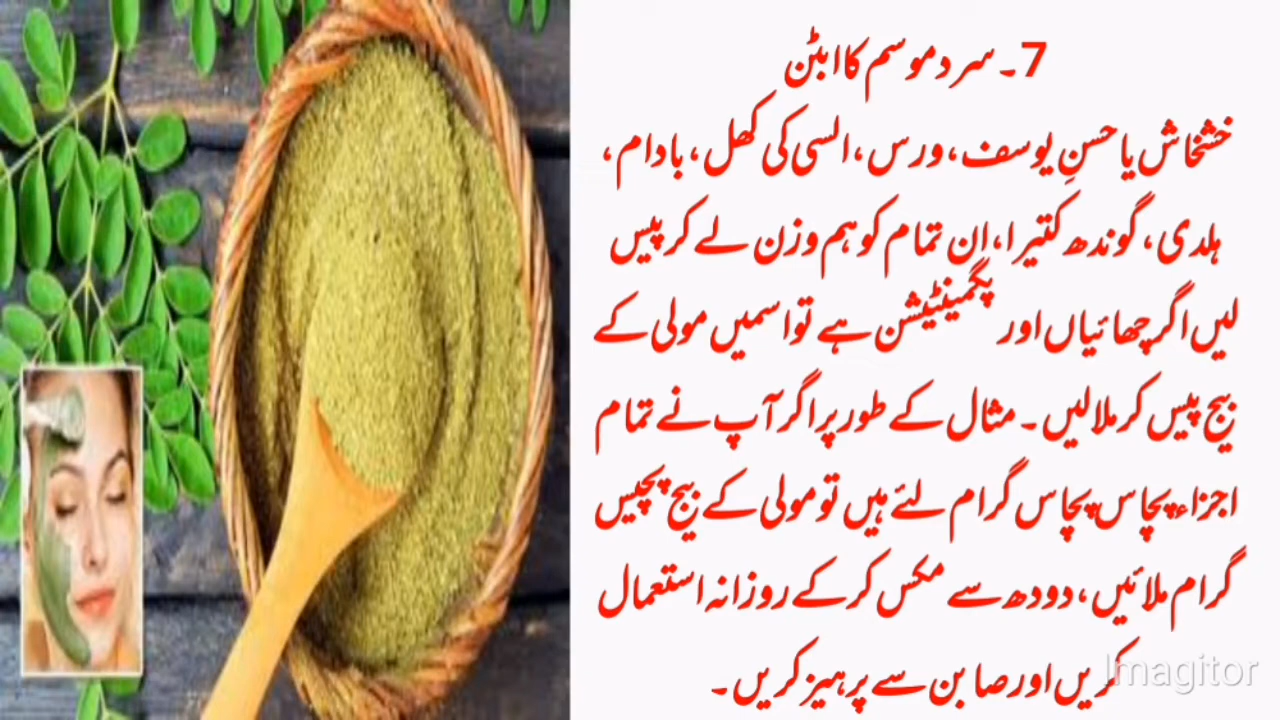 7۔ سرد موسم کا ابٹن
خشخاش یا حسنِ یوسف، ورس، السی کی کھل، بادام،
ہلدی، گوندھ کتیرا، ان تمام کو ہم وزن لے کر پیس
لیں اگر چھائیاں اور پگمینٹیشن ہے تو اسمیں مولی کے
بیج پیس کر ملا لیں۔ مثال کے طور پر اگر آپ نے تمام
اجزاء پچاس پچاس گرام لئے ہیں تو مولی کے بیج پچیس
گرام ملائیں، دودھ سے مکس کر کے روزانہ استعمال
کریں اور صابن سے پرہیز کریں۔
Imagitor